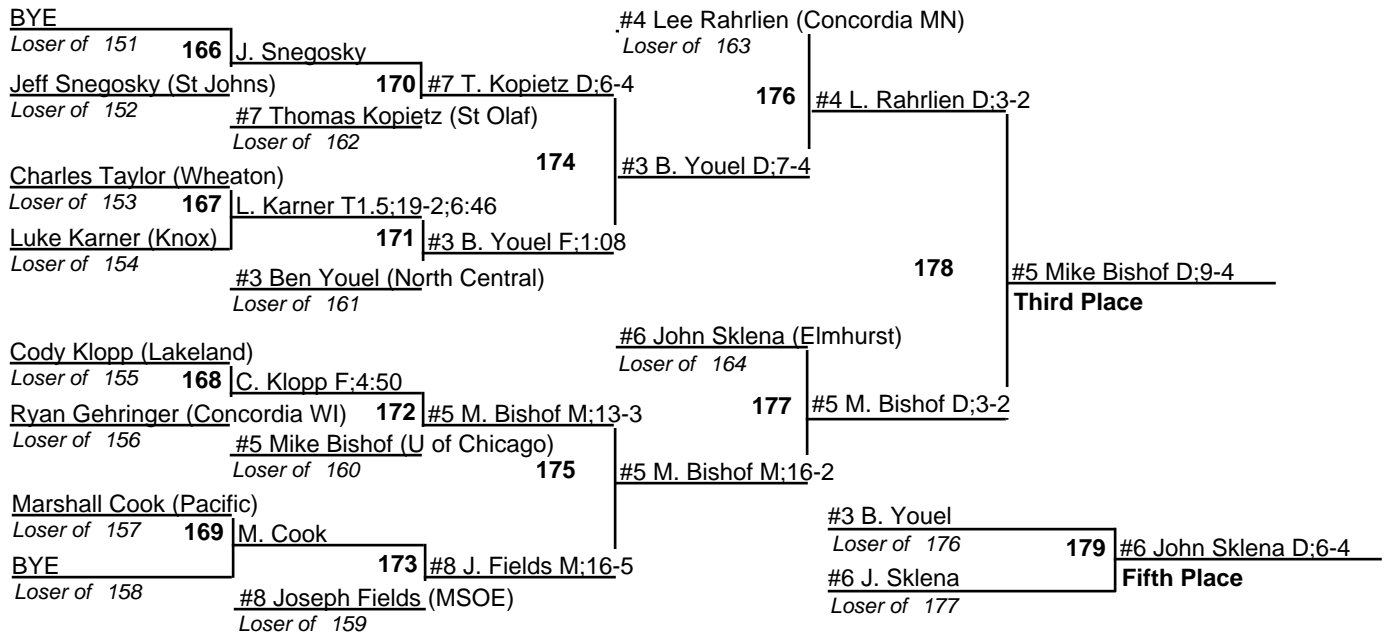 BYE
Loser of 151
166
J. Snegosky
Jeff Snegosky (St Johns)
Loser of 152
170
#7 T. Kopietz D;6-4
#7 Thomas Kopietz (St Olaf)
Loser of 162
174
#3 B. Youel D;7-4
Charles Taylor (Wheaton)
Loser of 153
167
L. Karner T1.5;19-2;6:46
Luke Karner (Knox)
Loser of 154
171
#3 B. Youel F;1:08
#3 Ben Youel (North Central)
Loser of 161
#4 Lee Rahrlien (Concordia MN)
Loser of 163
176
#4 L. Rahrlien D;3-2
178
#5 Mike Bishof D;9-4
Third Place
Cody Klopp (Lakeland)
Loser of 155
168
C. Klopp F;4:50
Ryan Gehringer (Concordia WI)
Loser of 156
172
#5 M. Bishof M;13-3
#5 Mike Bishof (U of Chicago)
Loser of 160
175
#5 M. Bishof M;16-2
Marshall Cook (Pacific)
Loser of 157
169
M. Cook
BYE
Loser of 158
173
#8 J. Fields M;16-5
#8 Joseph Fields (MSOE)
Loser of 159
#6 John Sklena (Elmhurst)
Loser of 164
177
#5 M. Bishof D;3-2
#3 B. Youel
Loser of 176
179
#6 John Sklena D;6-4
Fifth Place
#6 J. Sklena
Loser of 177